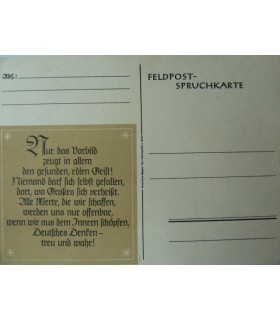 Abs.:
FELDPOST-
SPRUCHKARTE
Nur das Vorbild
zeugt in allem
den gesunden, edlen Geist!
Niemand darf sich selbst gefallen,
dort, wo Großes sich verheißt.
Alle Werte, die wir schaffen,
werden uns nur offenbar,
wenn wir aus dem Innern schöpfen,
Deutsches Denken –
treu und wahr!